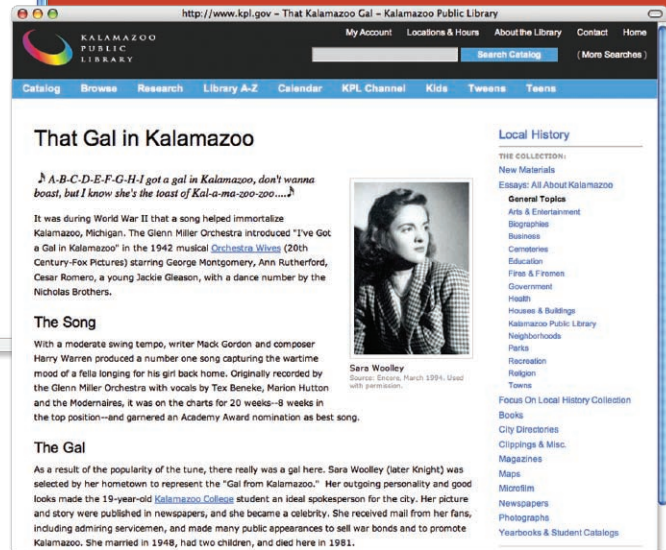 http://www.kpl.gov – That Kalamazoo Gal – Kalamazoo Public Library
KALAMAZOO
PUBLIC
LIBRARY
My Account Locations & Hours About the Library Contact Home
Search Catalog (More Searches)
Catalog Browse Research Library A-Z Calendar KPL Channel Kids Tweens Teens
That Gal in Kalamazoo
♪ A-B-C-D-E-F-G-H-I got a gal in Kalamazoo, don't wanna
boast, but I know she's the toast of Kal-a-ma-zoo-zoo....♪
It was during World War II that a song helped immortalize
Kalamazoo, Michigan. The Glenn Miller Orchestra introduced "I've Got
a Gal in Kalamazoo" in the 1942 musical Orchestra Wives (20th
Century-Fox Pictures) starring George Montgomery, Ann Rutherford,
Cesar Romero, a young Jackie Gleason, with a dance number by the
Nicholas Brothers.
The Song
With a moderate swing tempo, writer Mack Gordon and composer
Harry Warren produced a number one song capturing the wartime
mood of a fella longing for his girl back home. Originally recorded by
the Glenn Miller Orchestra with vocals by Tex Beneke, Marion Hutton
and the Modernaires, it was on the charts for 20 weeks--8 weeks in
the top position--and garnered an Academy Award nomination as best song.
Sara Woolley
Source: Encore, March 1994. Used
with permission.
The Gal
As a result of the popularity of the tune, there really was a gal here. Sara Woolley (later Knight) was
selected by her hometown to represent the "Gal from Kalamazoo." Her outgoing personality and good
looks made the 19-year-old Kalamazoo College student an ideal spokesperson for the city. Her picture
and story were published in newspapers, and she became a celebrity. She received mail from her fans,
including admiring servicemen, and made many public appearances to sell war bonds and to promote
Kalamazoo. She married in 1948, had two children, and died here in 1981.
Local History
THE COLLECTION:
New Materials
Essays: All About Kalamazoo
General Topics
Arts & Entertainment
Biographies
Business
Cemeteries
Education
Fires & Firemen
Government
Health
Houses & Buildings
Kalamazoo Public Library
Neighborhoods
Parks
Recreation
Religion
Towns
Focus On Local History Collection
Books
City Directories
Clippings & Misc.
Magazines
Maps
Microfilm
Newspapers
Photographs
Yearbooks & Student Catalogs